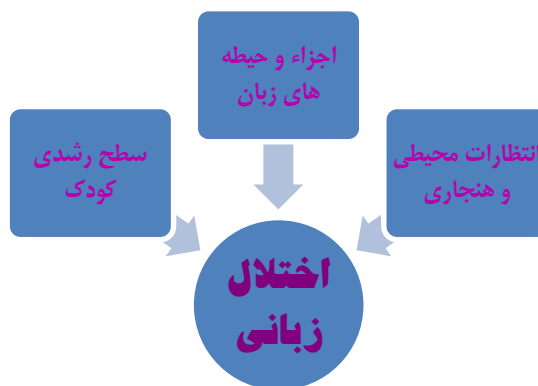 اجزاء و حیطه
های زبان
انتظارات محیطی
و هنجاری
سطح رشدی
کودک
اختلال
زبانی